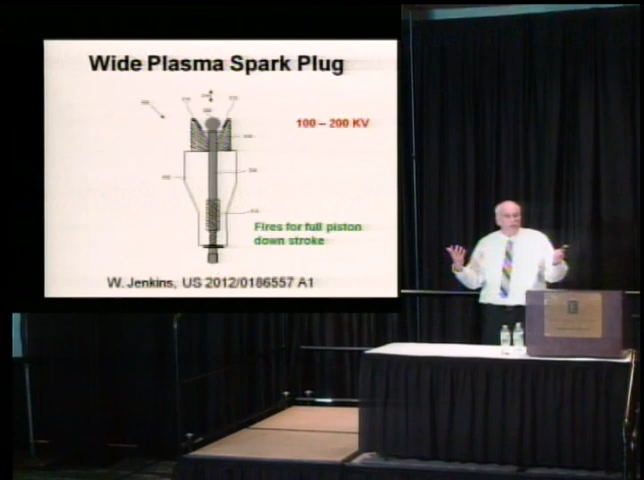 Wide Plasma Spark Plug
100 – 200 KV
Fires for full piston
down stroke
W. Jenkins, US 2012/0186557 A1